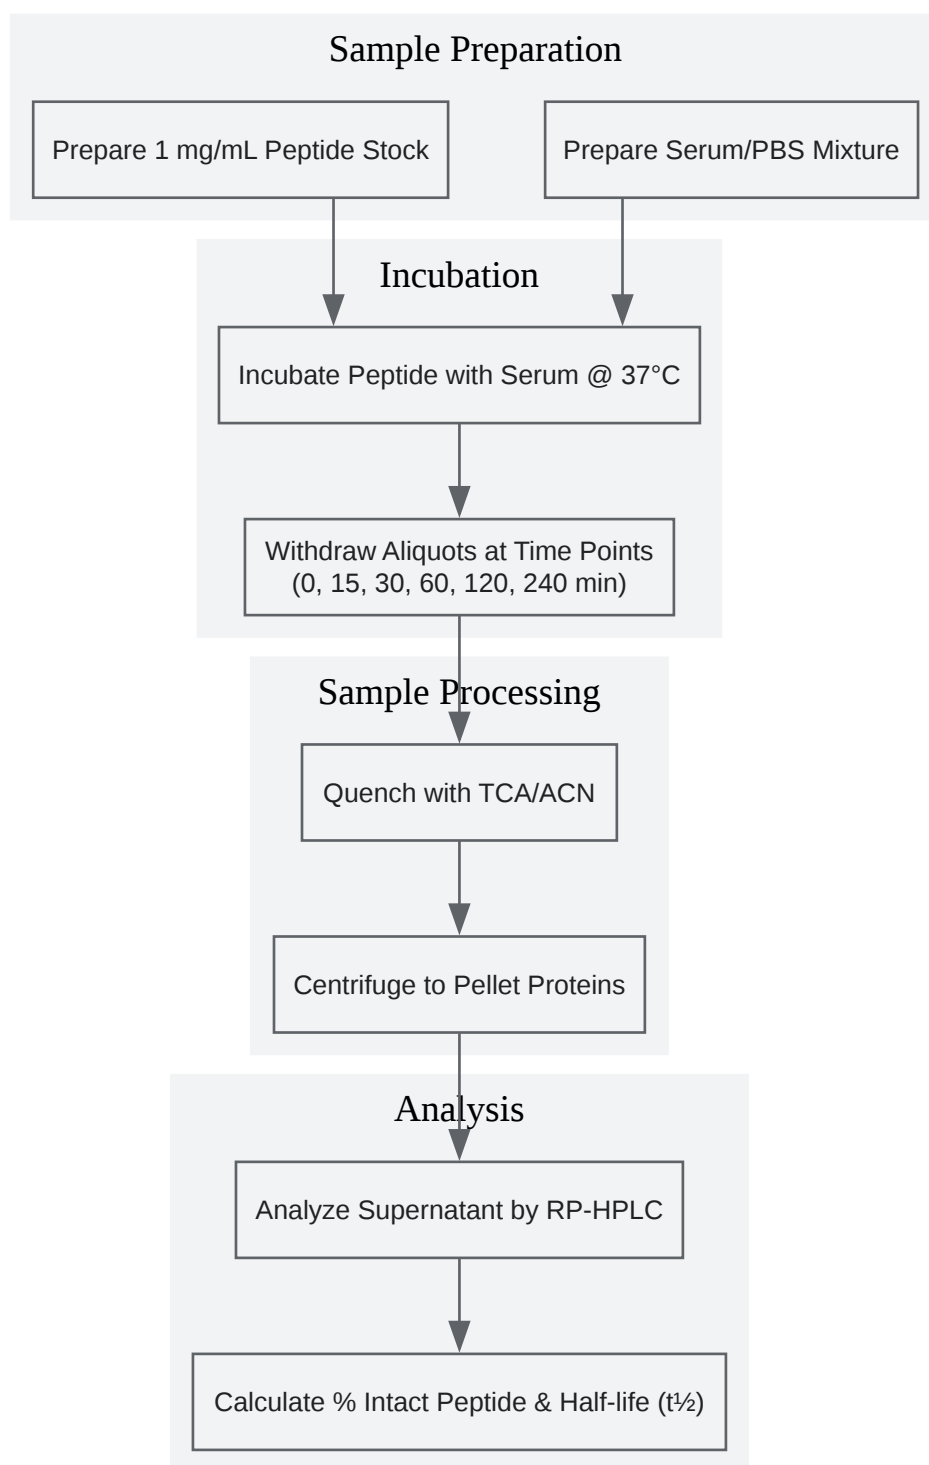 Sample Preparation
Prepare 1 mg/mL Peptide Stock
Prepare Serum/PBS Mixture
Incubation
Incubate Peptide with Serum @ 37°C
Withdraw Aliquots at Time Points
(0, 15, 30, 60, 120, 240 min)
Sample Processing
Quench with TCA/ACN
Centrifuge to Pellet Proteins
Analysis
Analyze Supernatant by RP-HPLC
Calculate % Intact Peptide & Half-life (t½)